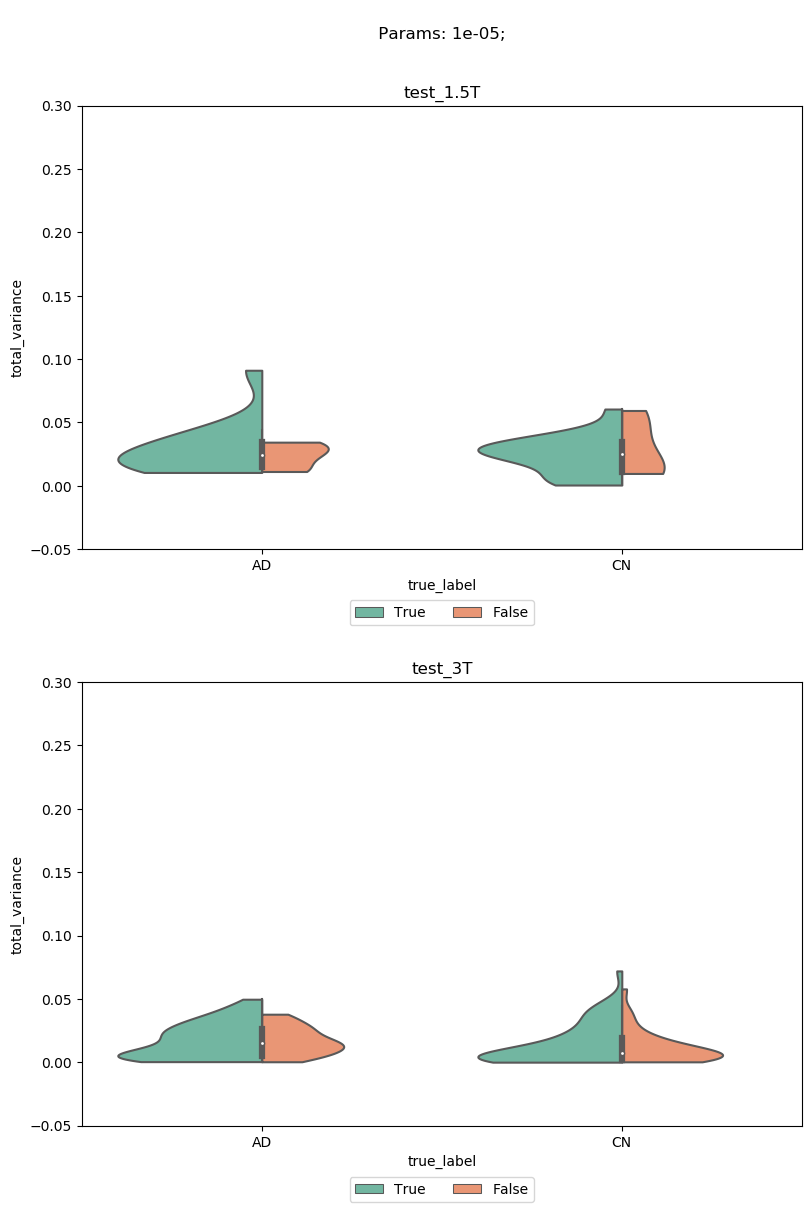 Params: 1e-05;
test_1.5T
0.30
0.25
0.20
0.15
0.10
0.05
0.00
−0.05
total_variance
AD CN
true_label
True False
test_3T
0.30
0.25
0.20
0.15
0.10
0.05
0.00
−0.05
total_variance
AD CN
true_label
True False